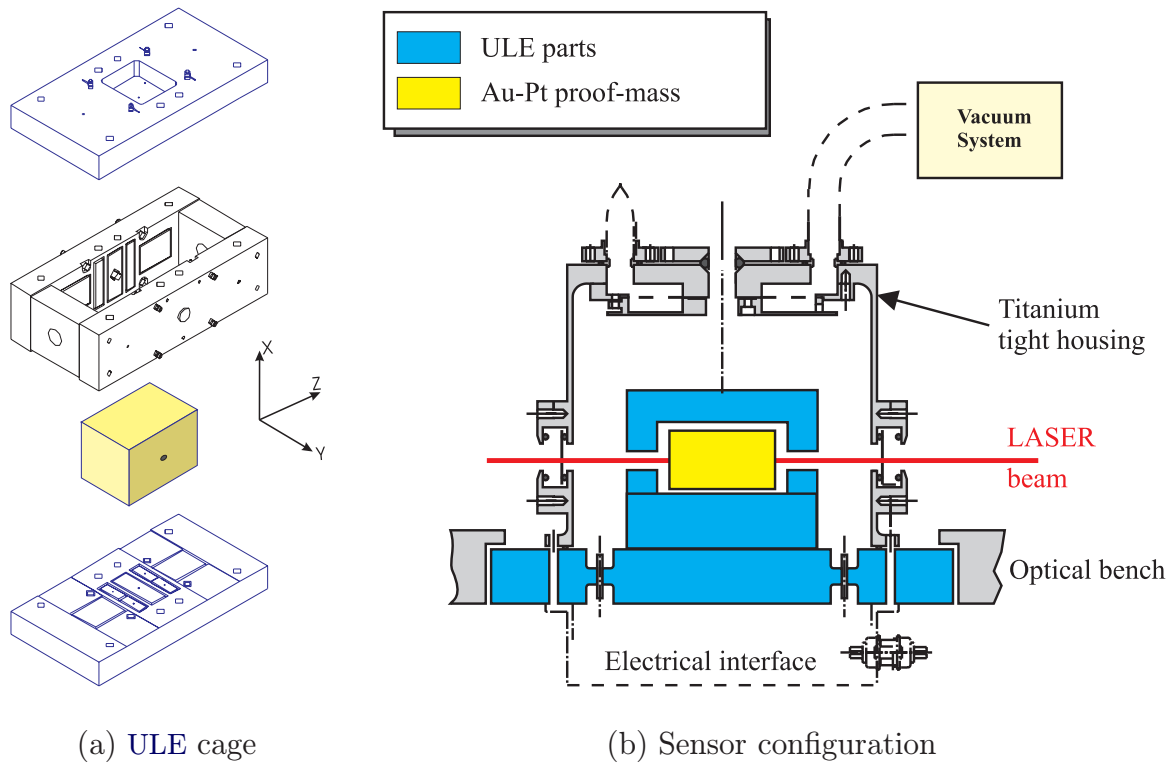 ULE parts
Au-Pt proof-mass
Vacuum
System
X
Z
Y
Titanium
tight housing
LASER
beam
Optical bench
Electrical interface
(a) ULE cage
(b) Sensor configuration